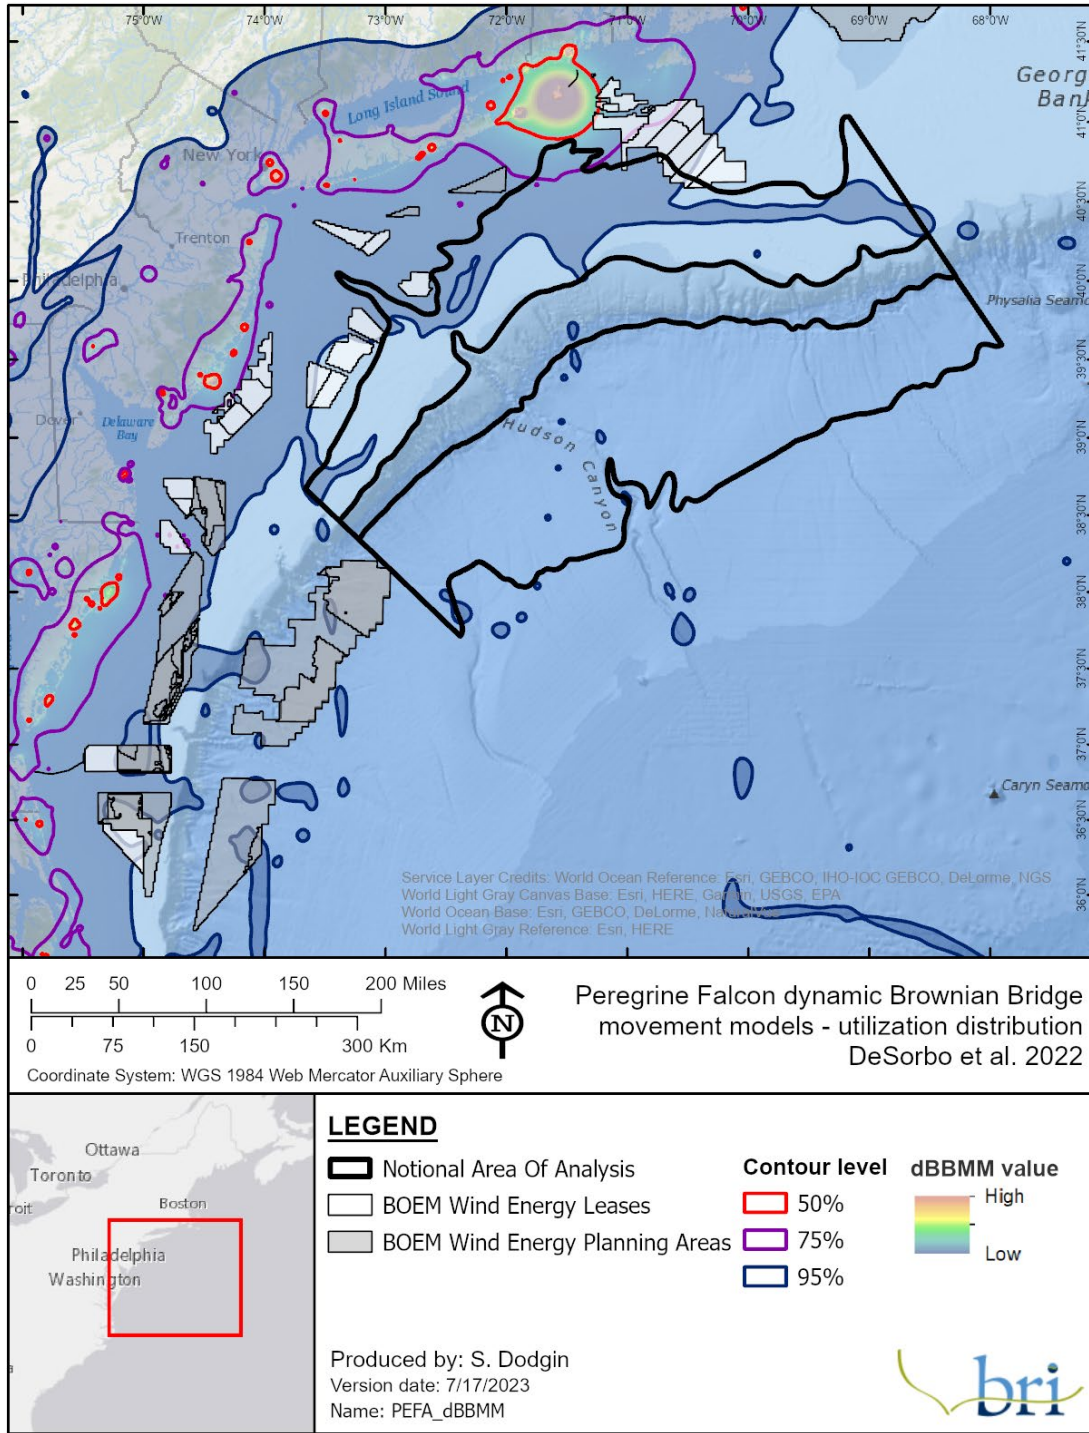 75°0'W 74°0'W 73°0'W 72°0'W 71°0'W 70°0'W 69°0'W 68°0'W
41°30'N
Georg
Bank
Long Island Sound
41°0'N
New York
40°30'N
Trenton
Philadelphia
40°0'N
Physalia Seamo
39°30'N
Dover
Delaware
Bay
Hudson Canyon
39°0'N
38°30'N
38°0'N
37°30'N
37°0'N
Caryn Seamo
36°30'N
36°0'N
Service Layer Credits: World Ocean Reference: Esri, GEBCO, IHO-IOC GEBCO, DeLorme, NGS
World Light Gray Canvas Base: Esri, HERE, Garmin, USGS, EPA
World Ocean Base: Esri, GEBCO, DeLorme, NaturalVue
World Light Gray Reference: Esri, HERE
0 25 50 100 150 200 Miles
0 75 150 300 Km
Coordinate System: WGS 1984 Web Mercator Auxiliary Sphere
N
Peregrine Falcon dynamic Brownian Bridge
movement models - utilization distribution
DeSorbo et al. 2022
Ottawa
Toronto
roit
Boston
Philadelphia
Washington
LEGEND
Notional Area Of Analysis
BOEM Wind Energy Leases
BOEM Wind Energy Planning Areas
Contour level
50%
75%
95%
dBBMM value
High
Low
Produced by: S. Dodgin
Version date: 7/17/2023
Name: PEFA_dBBMM
bri